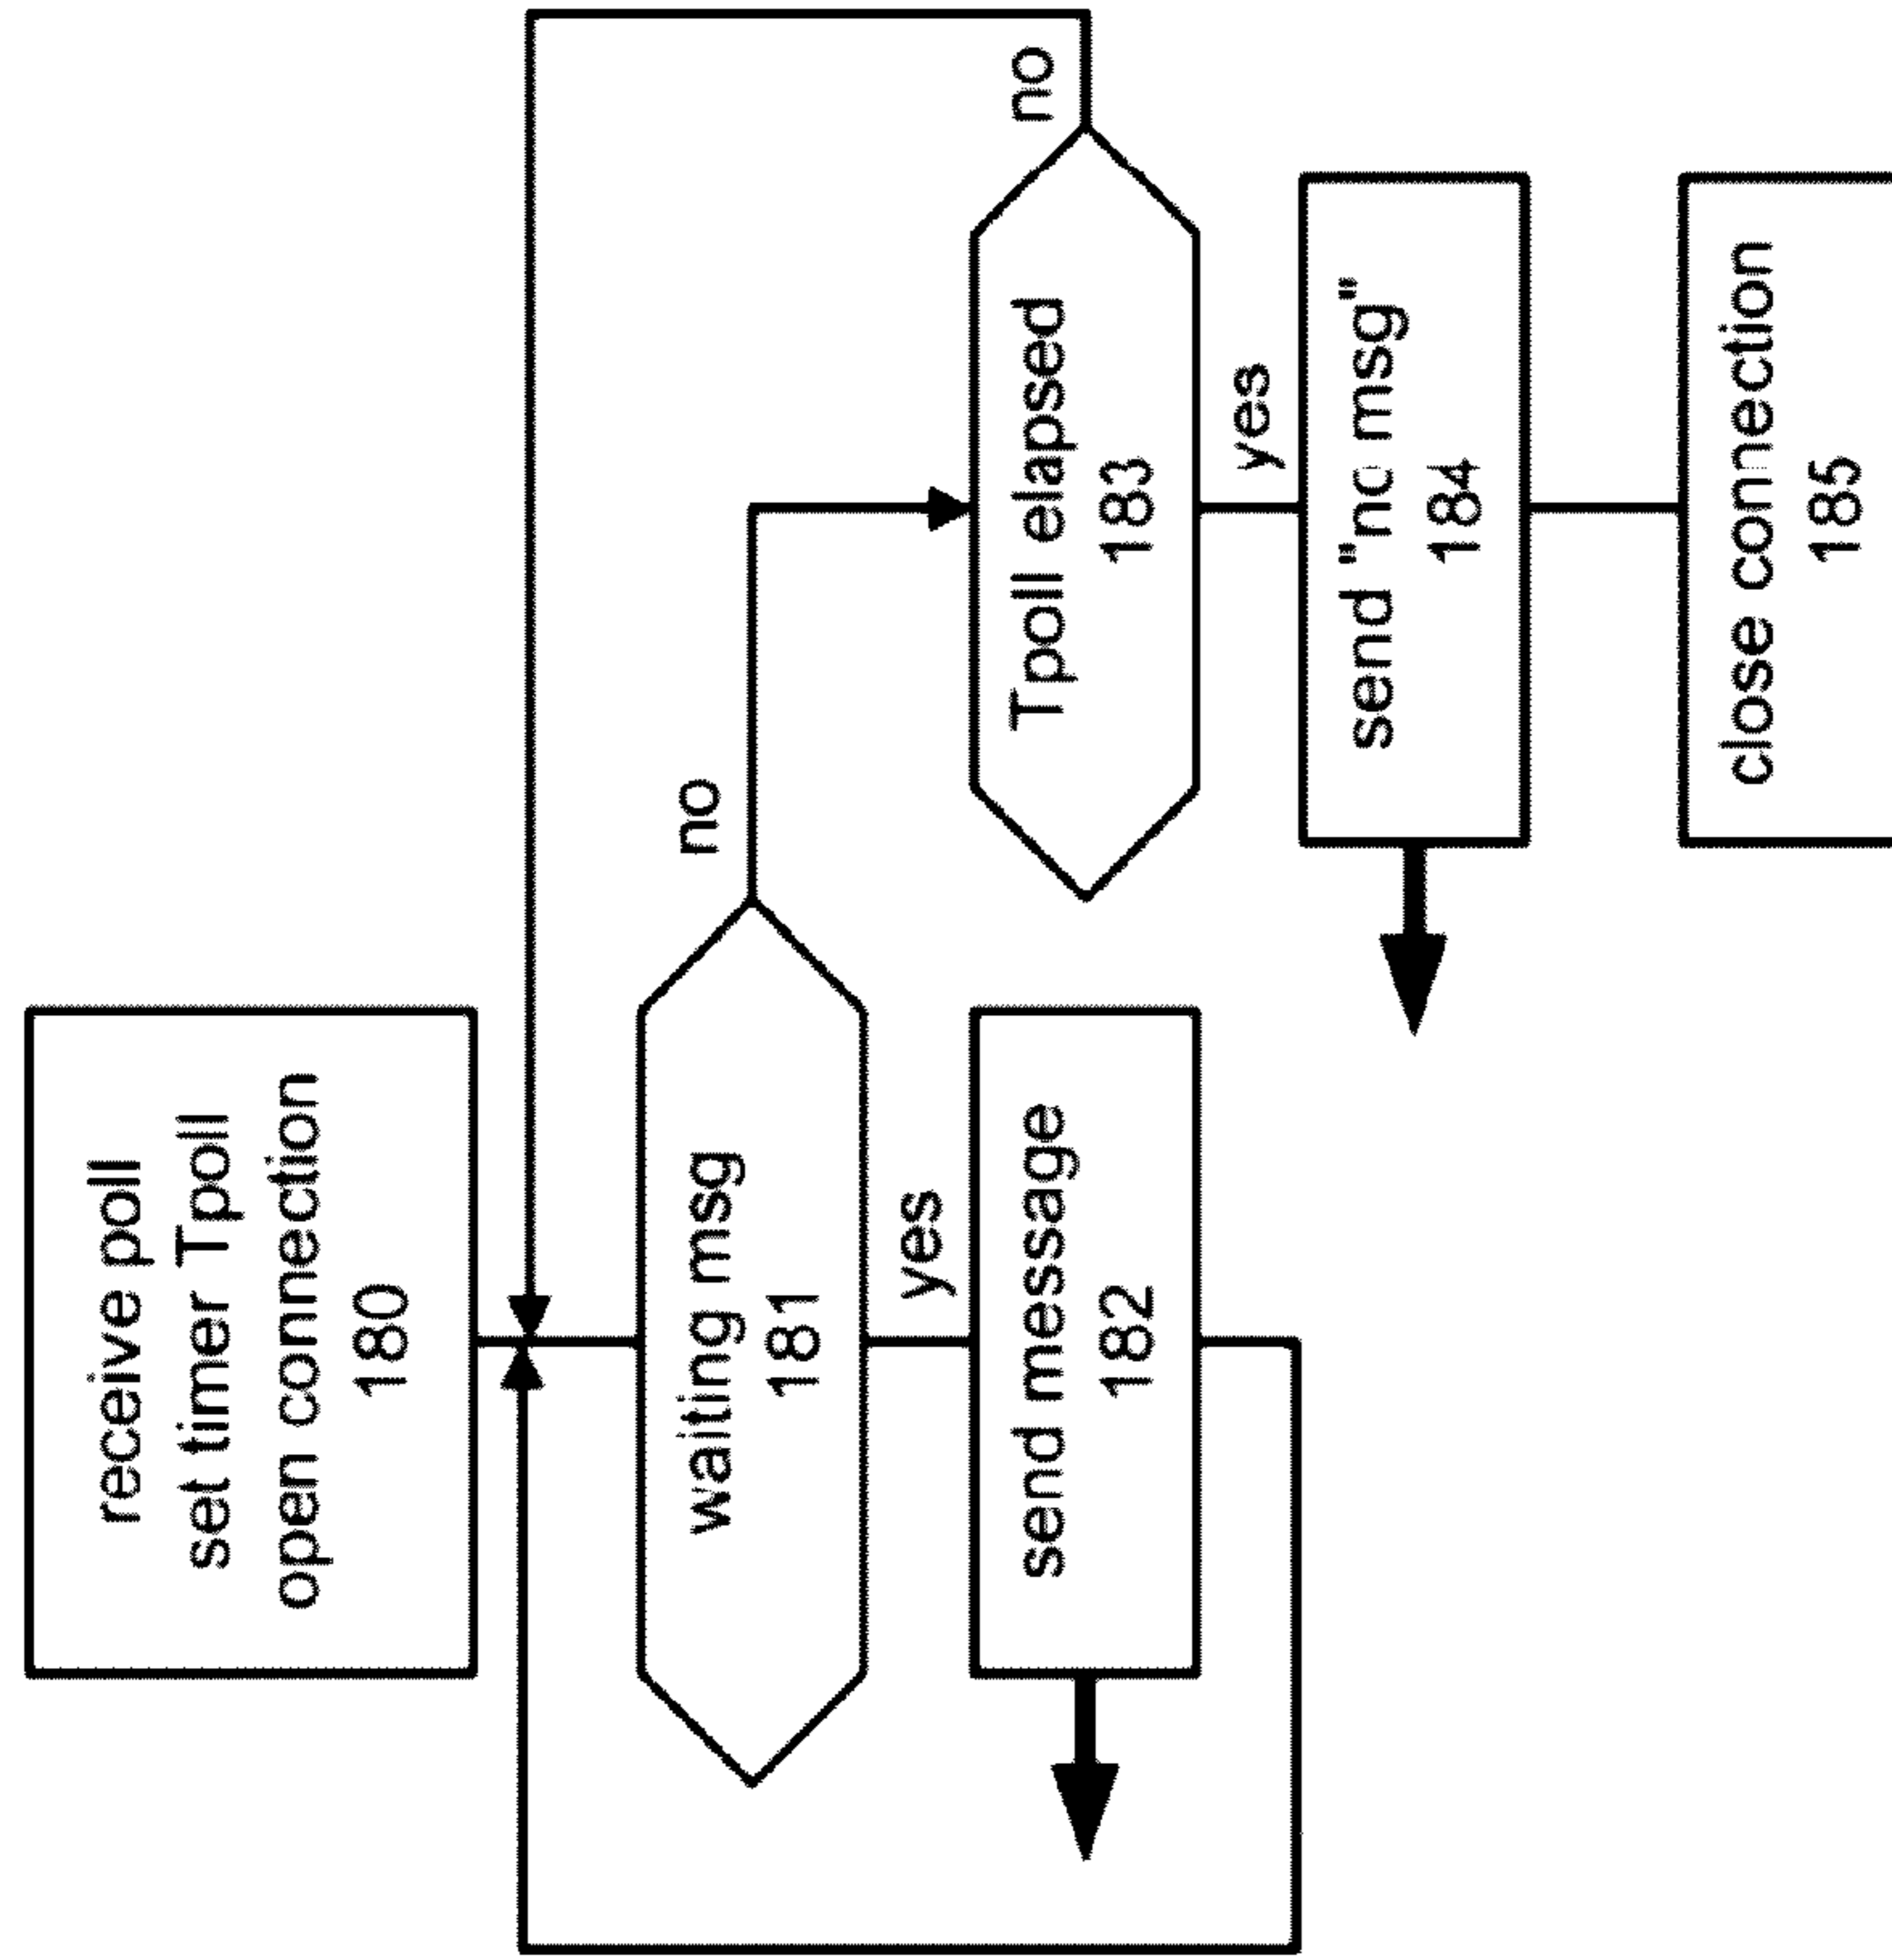 receive poll
set timer Tpoll
open connection
180
waiting msg
181
no
yes
send message
182
Tpoll elapsed
183
no
yes
send "no msg"
184
close connection
185